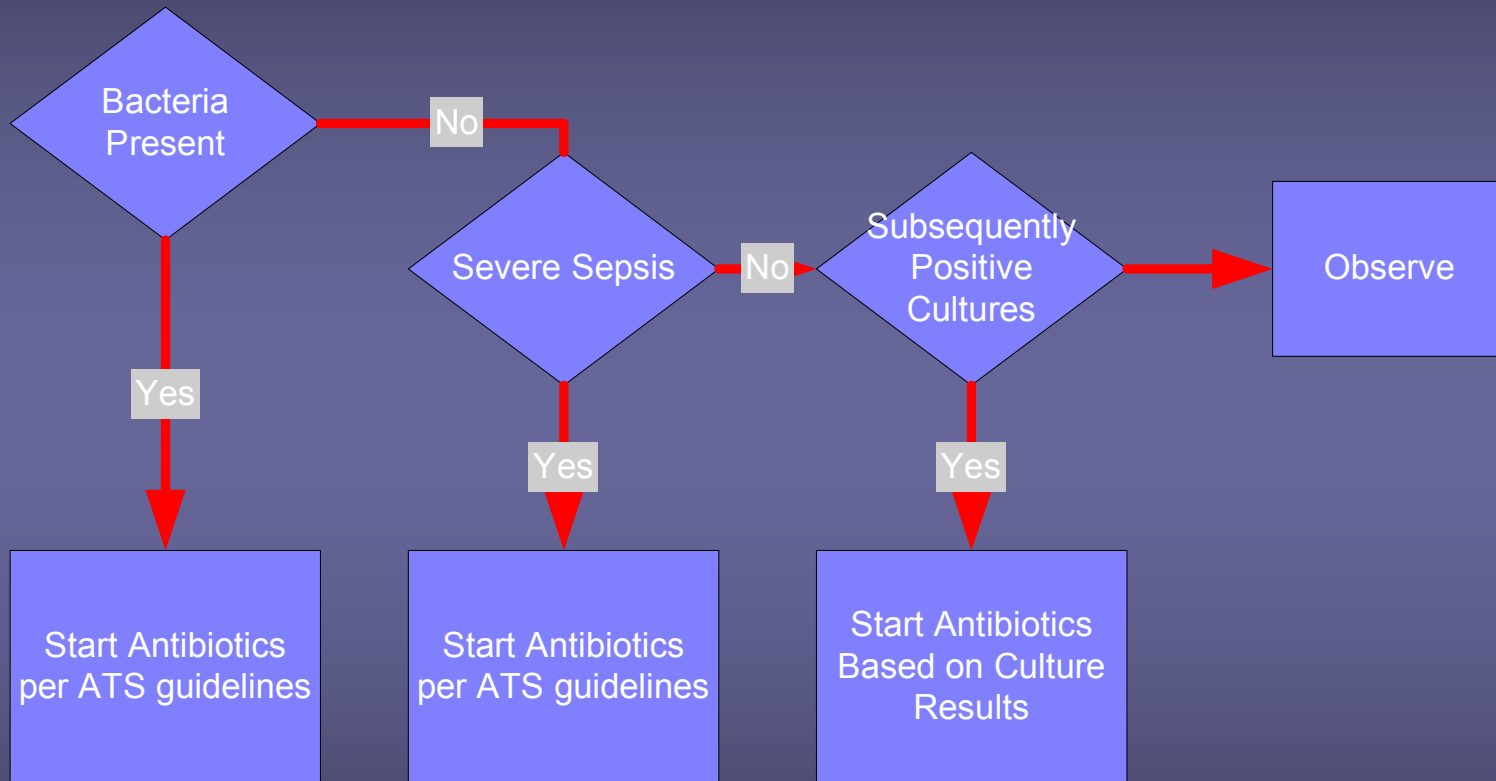 Bacteria
Present
No
Severe Sepsis
No
Subsequently
Positive
Cultures
Observe
Yes
Yes
Yes
Start Antibiotics
per ATS guidelines
Start Antibiotics
per ATS guidelines
Start Antibiotics
Based on Culture
Results